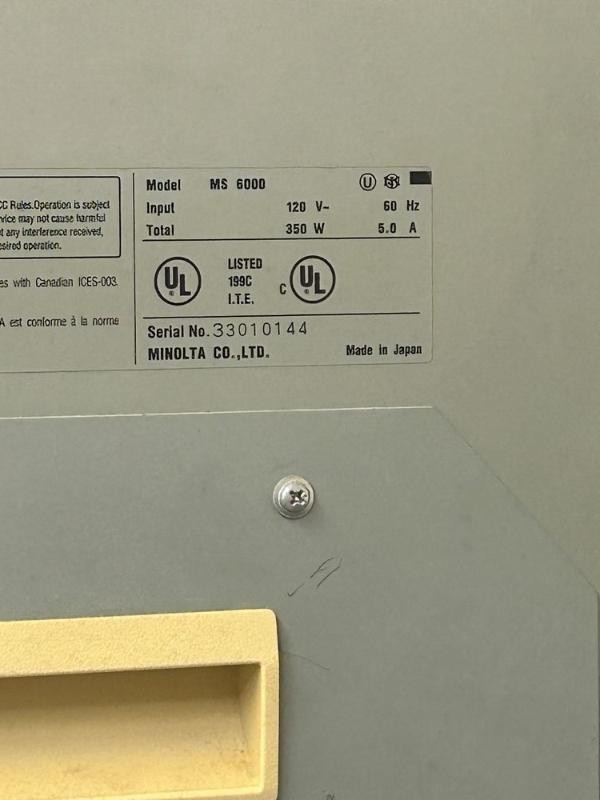 CC Rules.Operation is subject
vice may not cause harmful
t any interference received,
esired operation.
es with Canadian ICES-003.
A est conforme à la norme
Model MS 6000
Input 120 V~ 60 Hz
Total 350 W 5.0 A
UL
LISTED
199C
I.T.E.
C UL
Serial No. 33010144
MINOLTA CO.,LTD. Made in Japan